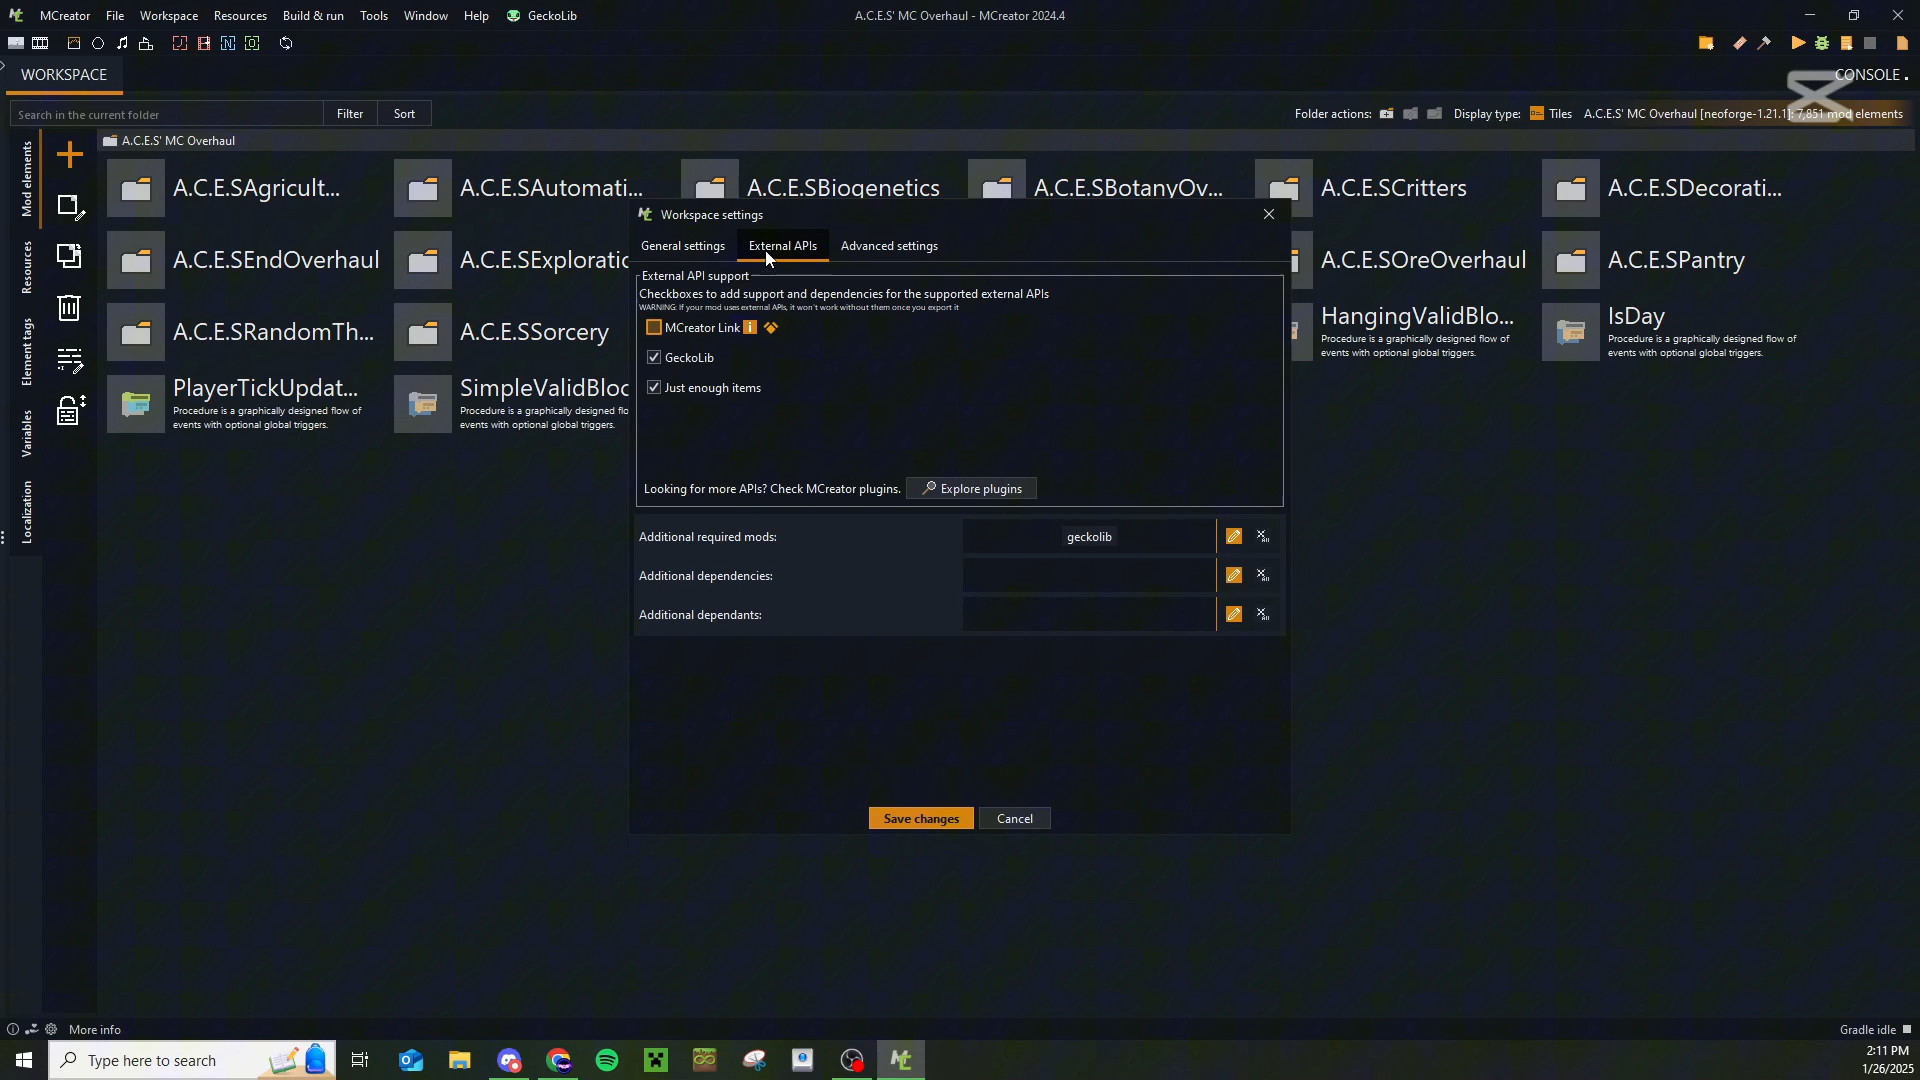 MCreator File Workspace Resources Build & run Tools Window Help GeckoLib
A.C.E.S' MC Overhaul - MCreator 2024.4
WORKSPACE
CONSOLE
Search in the current folder Filter Sort
Folder actions: Display type: Tiles A.C.E.S' MC Overhaul [neoforge-1.21.1]: 7,851 mod elements
Mod elements
Resources
Element tags
Variables
Localization
A.C.E.S' MC Overhaul
A.C.E.SAgricult... A.C.E.SAutomati... A.C.E.SBiogenetics A.C.E.SBotanyOv... A.C.E.SCritters A.C.E.SDecorati...
A.C.E.SEndOverhaul A.C.E.SExploratio A.C.E.SOreOverhaul A.C.E.SPantry
A.C.E.SRandomTh... A.C.E.SSorcery
HangingValidBlo...
Procedure is a graphically designed flow of
events with optional global triggers.
IsDay
Procedure is a graphically designed flow of
events with optional global triggers.
PlayerTickUpdat...
Procedure is a graphically designed flow of
events with optional global triggers.
SimpleValidBloc
Procedure is a graphically designed flo
events with optional global triggers.
Workspace settings
General settings External APIs Advanced settings
External API support
Checkboxes to add support and dependencies for the supported external APIs
WARNING: If your mod uses external APIs, it won't work without them once you export it
MCreator Link
GeckoLib
Just enough items
Looking for more APIs? Check MCreator plugins. Explore plugins
Additional required mods: geckolib
Additional dependencies:
Additional dependants:
Save changes Cancel
More info
Gradle idle
Type here to search
2:11 PM
1/26/2025